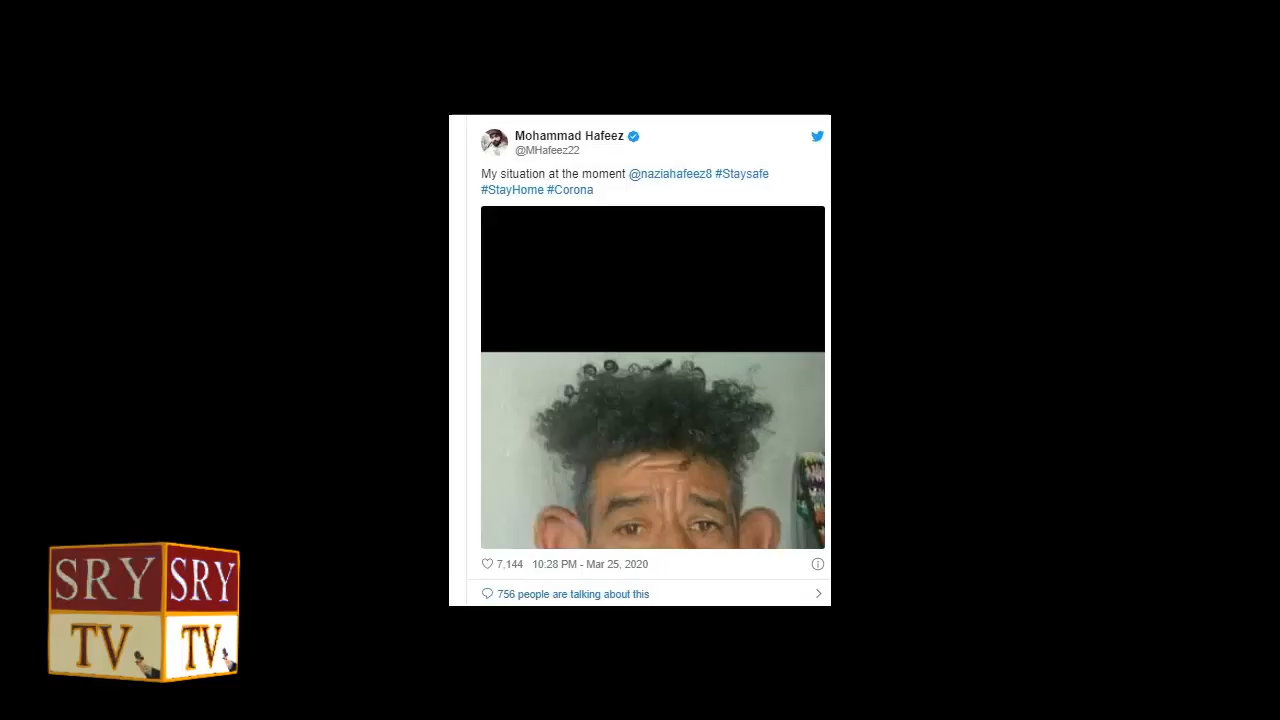 Mohammad Hafeez
@MHafeez22
My situation at the moment @naziahafeez8 #Staysafe
#StayHome #Corona
7,144 10:28 PM - Mar 25, 2020
756 people are talking about this
SRY SRY
TV TV